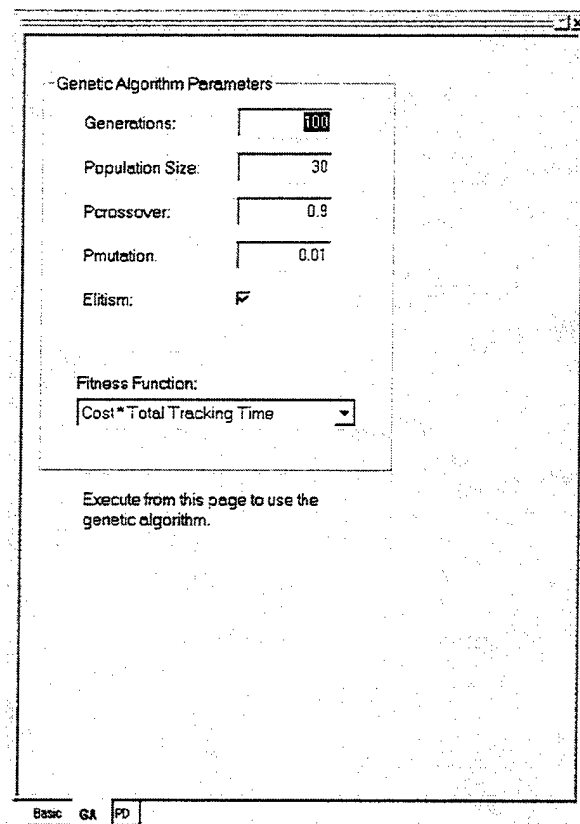 Genetic Algorithm Parameters
Generations: 100
Population Size: 30
Pcrossover: 0.9
Pmutation. 0.01
Elitism:
Fitness Function:
Cost * Total Tracking Time
Execute from this page to use the
genetic algorithm.
Basic GA PD